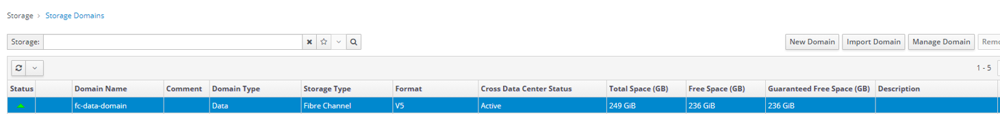 Storage > Storage Domains
Storage:
New Domain Import Domain Manage Domain
1 - 5
Status Domain Name Comment Domain Type Storage Type Format Cross Data Center Status Total Space (GB) Free Space (GB) Guaranteed Free Space (GB) Description
fc-data-domain Data Fibre Channel V5 Active 249 GiB 236 GiB 236 GiB